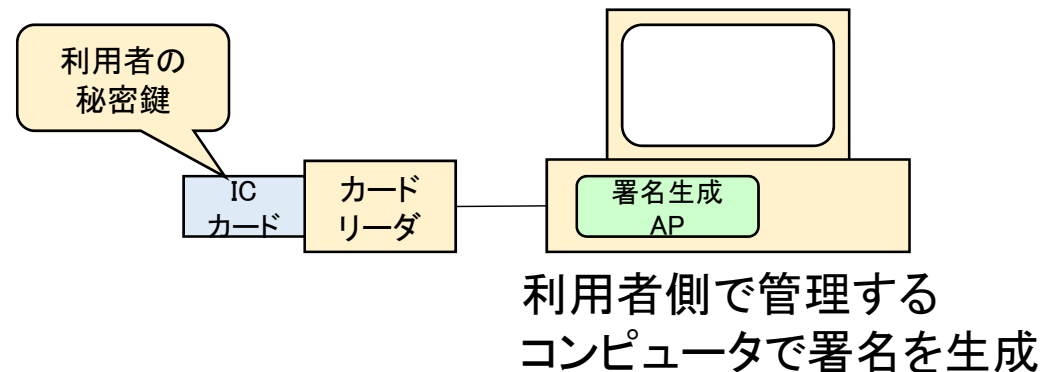 利用者の
秘密鍵
IC
カード
カード
リーダ
署名生成
AP
利用者側で管理する
コンピュータで署名を生成